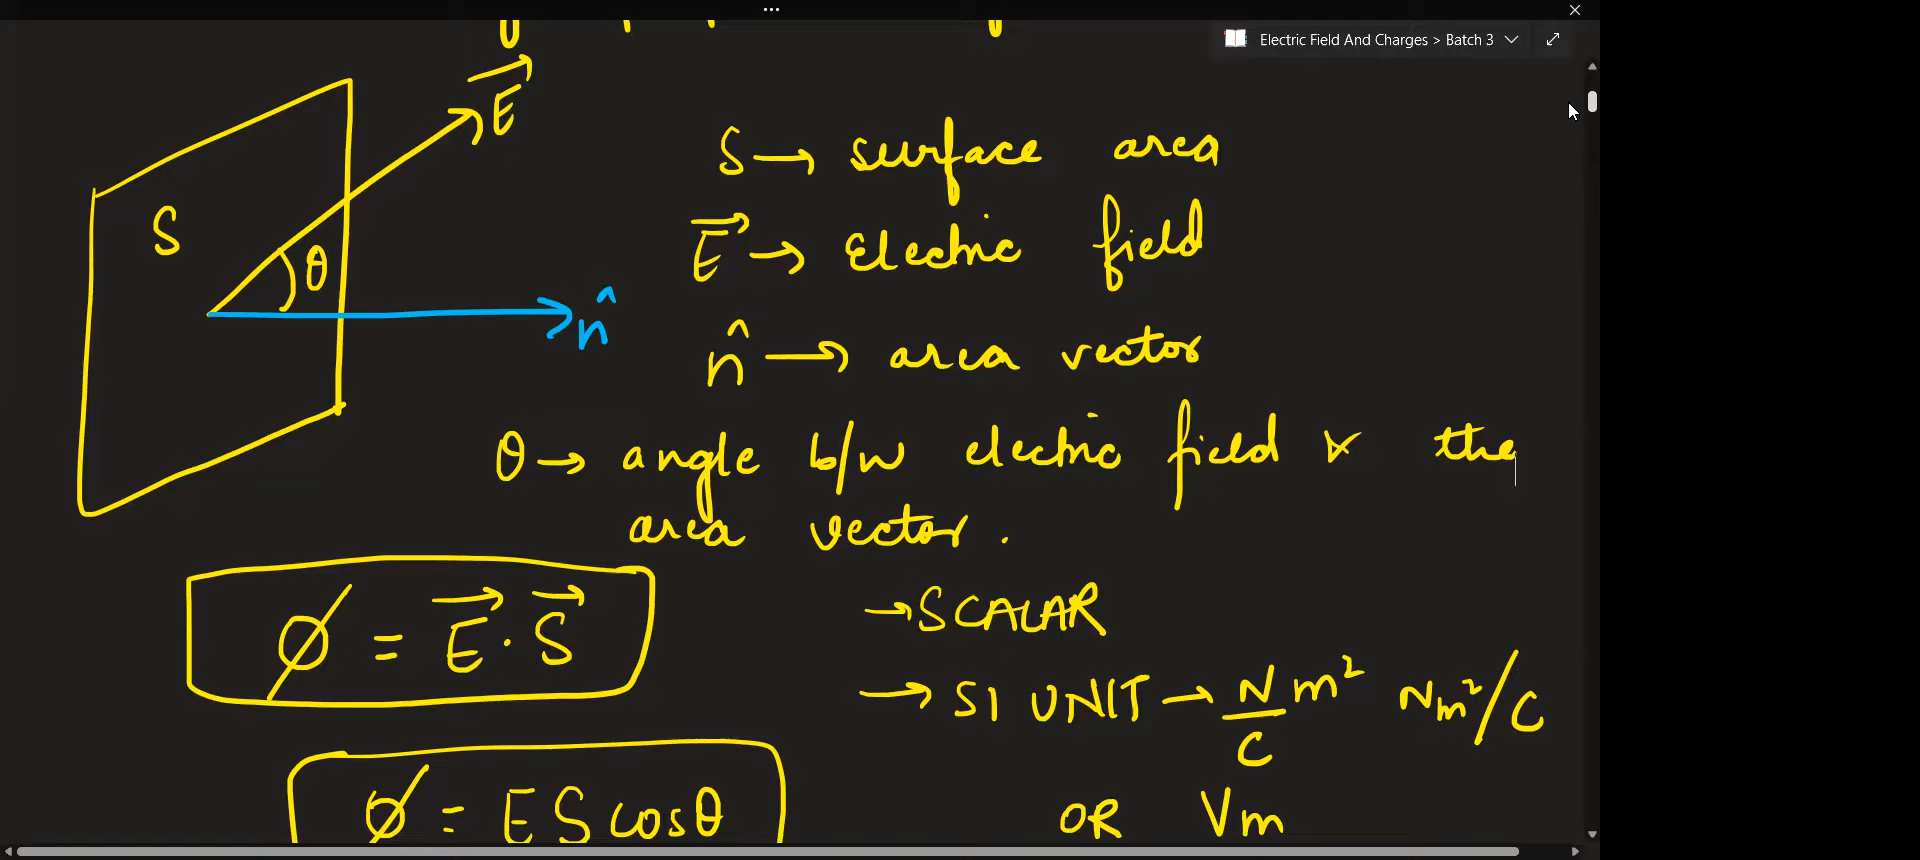 Electric Field And Charges > Batch 3
E
S → surface area
S
E → Electric field
θ
n̂
n̂ → area vector
θ → angle b/w electric field & the
area vector.
ϕ = E⃗ · S⃗
→ SCALAR
→ SI UNIT → N/C m² Nm²/C
ϕ = E S cosθ
OR Vm